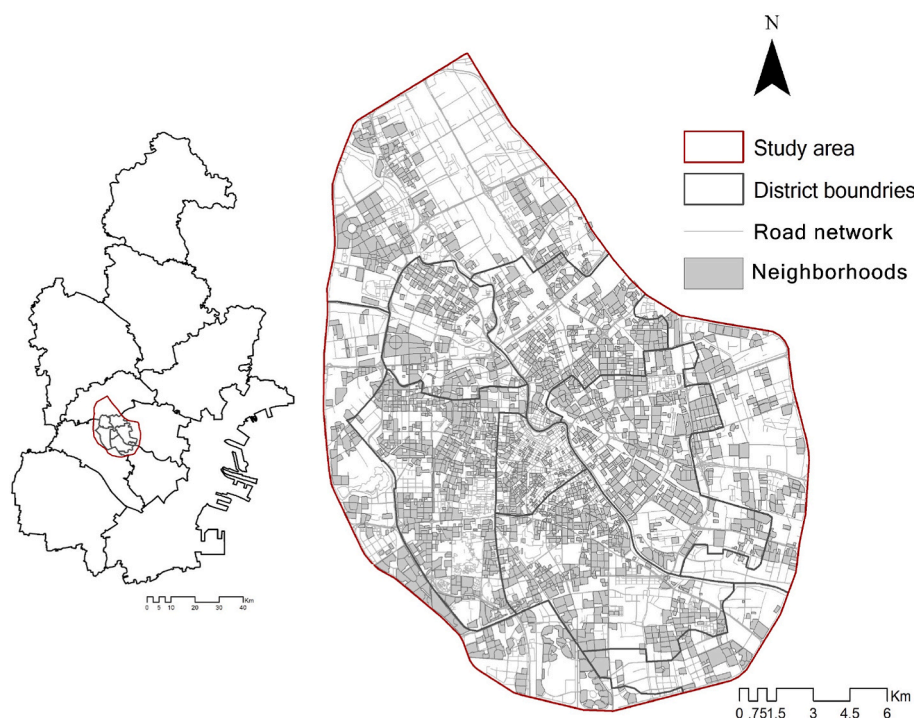 N
Study area
District boundries
Road network
Neighborhoods
Km
0 5 10 20 30 40
Km
0 .751.5 3 4.5 6